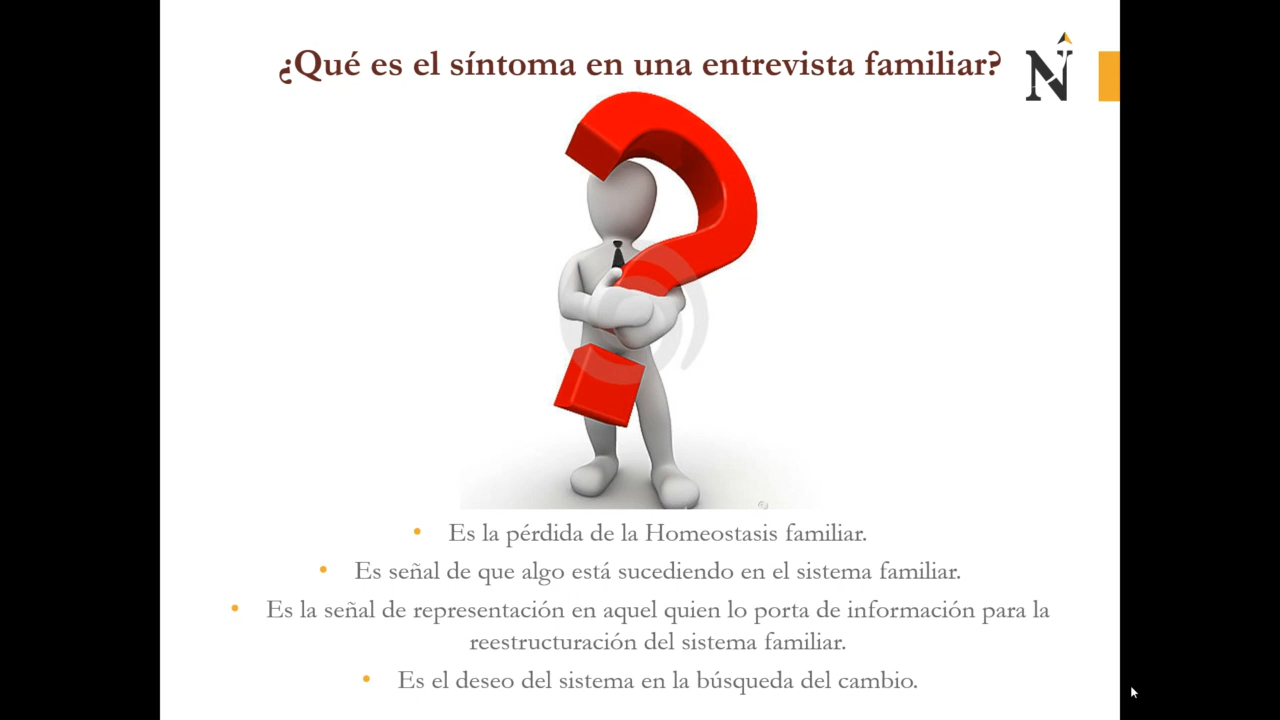 ¿Qué es el síntoma en una entrevista familiar?
N
• Es la pérdida de la Homeostasis familiar.
• Es señal de que algo está sucediendo en el sistema familiar.
• Es la señal de representación en aquel quien lo porta de información para la
reestructuración del sistema familiar.
• Es el deseo del sistema en la búsqueda del cambio.